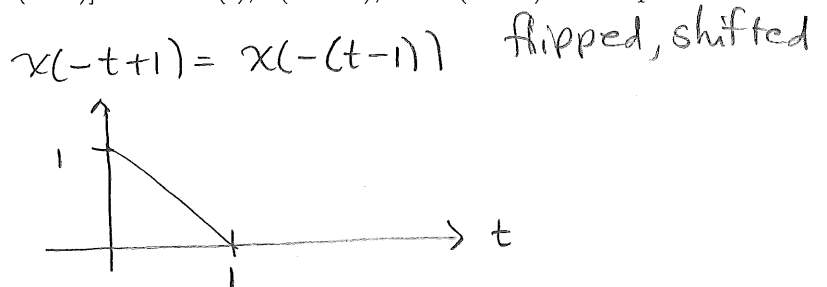 x(-t+1) = x(-(t-1)) flipped, shifted
1
t
1